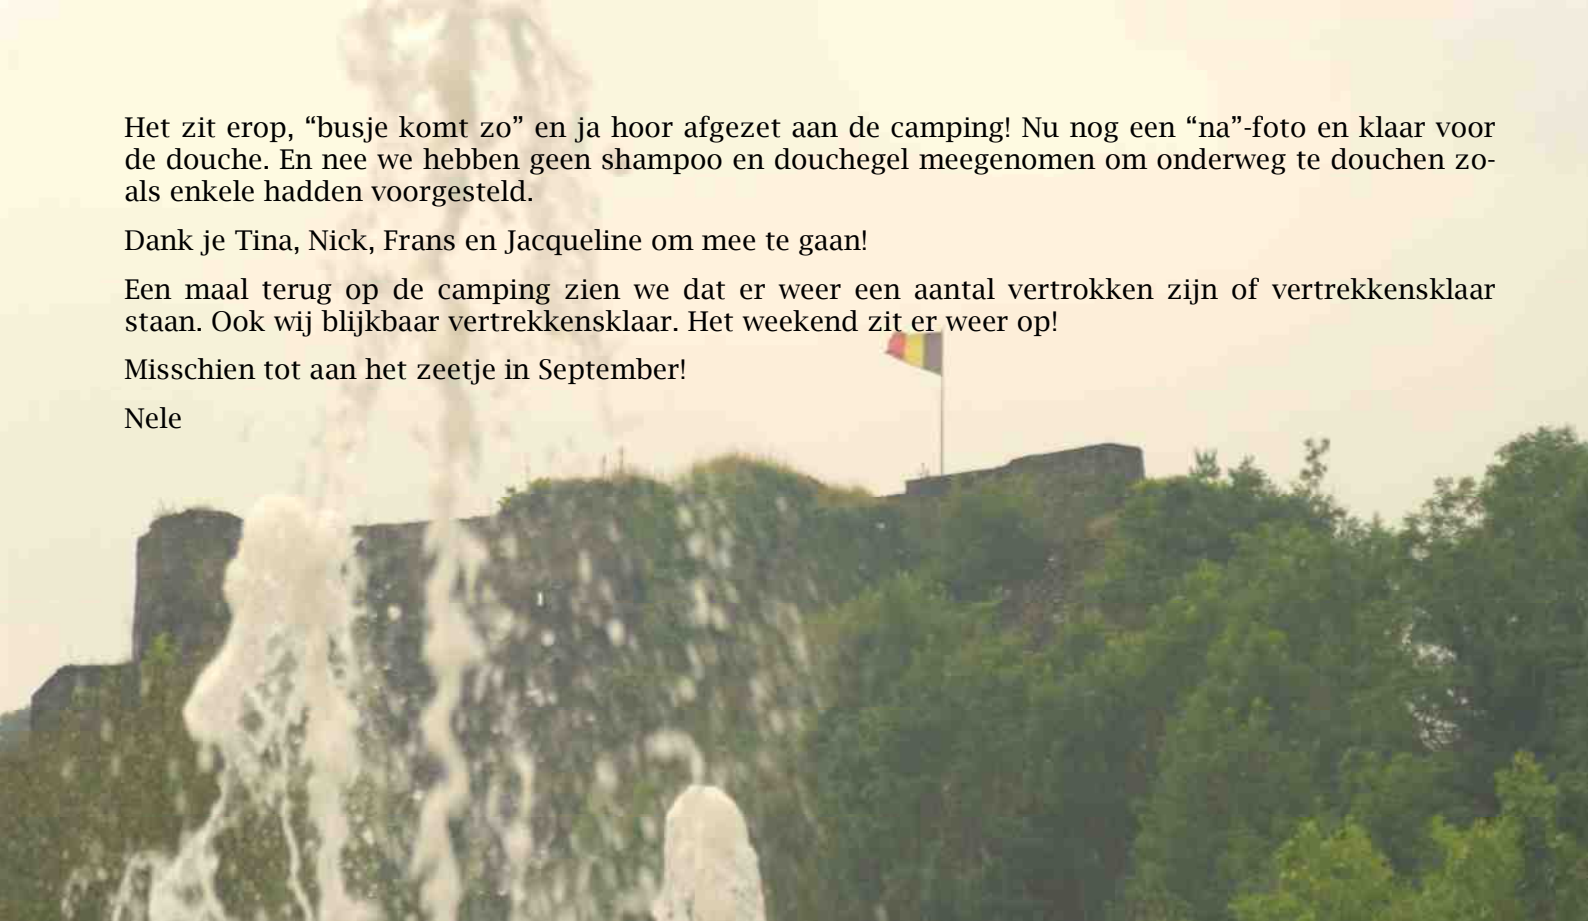 Het zit erop, “busje komt zo” en ja hoor afgezet aan de camping! Nu nog een “na”-foto en klaar voor
de douche. En nee we hebben geen shampoo en douchegel meegenomen om onderweg te douchen zo-
als enkele hadden voorgesteld.
Dank je Tina, Nick, Frans en Jacqueline om mee te gaan!
Een maal terug op de camping zien we dat er weer een aantal vertrokken zijn of vertrekkensklaar
staan. Ook wij blijkbaar vertrekkensklaar. Het weekend zit er weer op!
Misschien tot aan het zeetje in September!
Nele